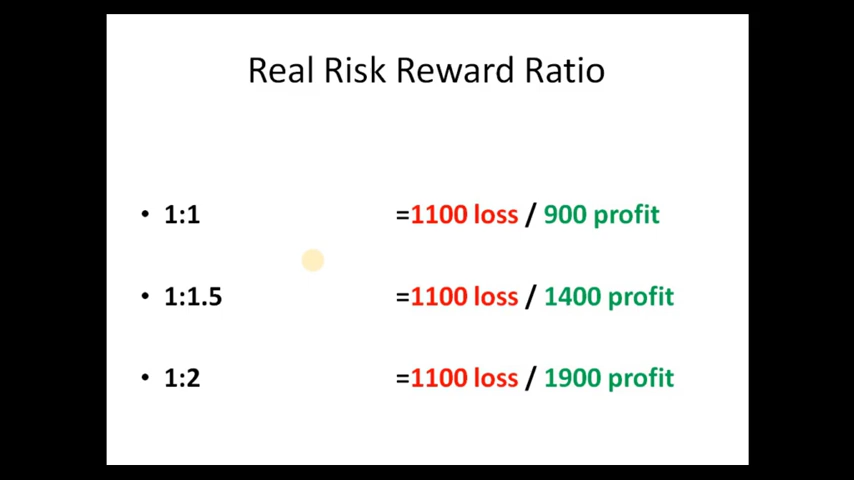 Real Risk Reward Ratio
• 1:1 =1100 loss / 900 profit
• 1:1.5 =1100 loss / 1400 profit
• 1:2 =1100 loss / 1900 profit